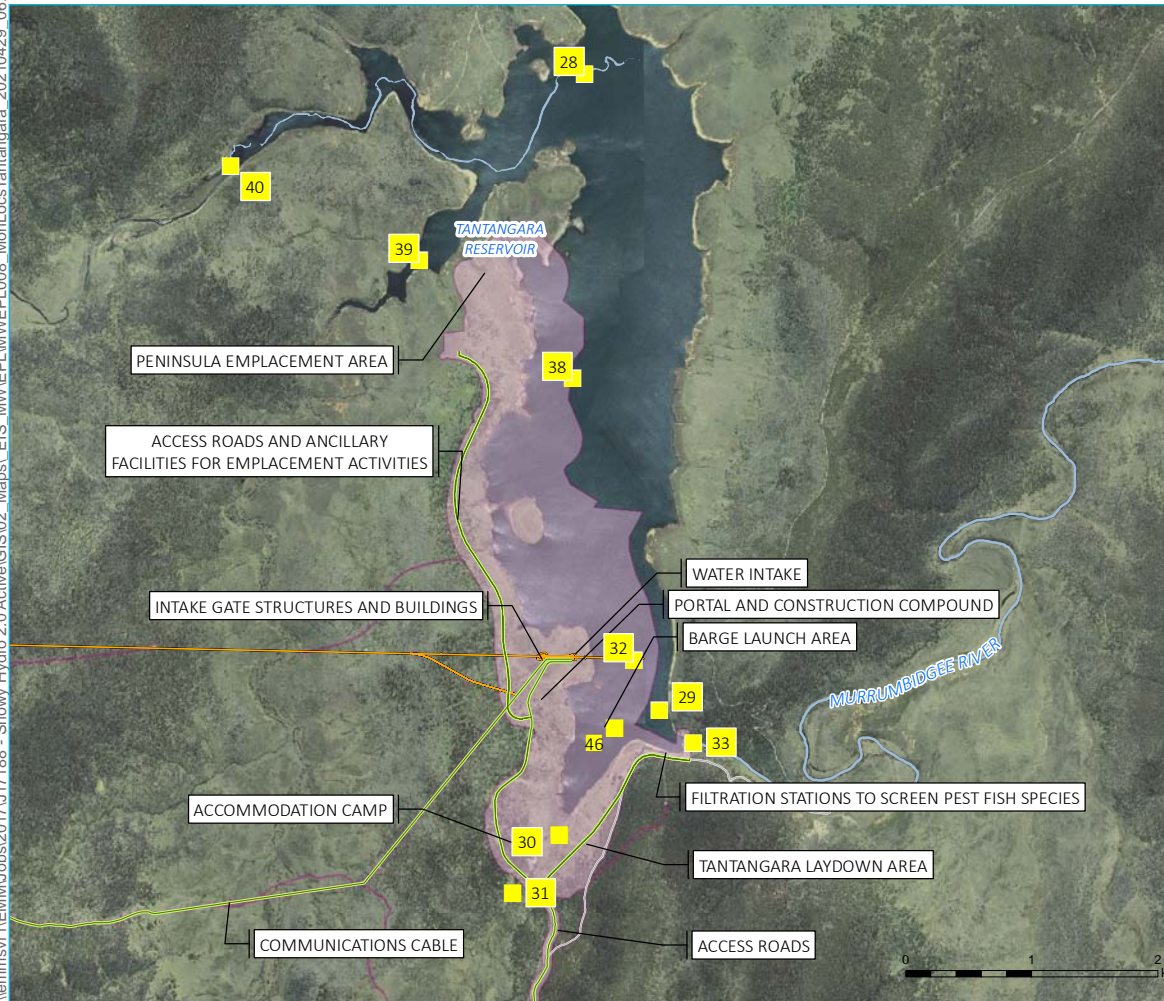 28
40
TANTANGARA
RESERVOIR
39
PENINSULA EMPLACEMENT AREA
38
ACCESS ROADS AND ANCILLARY
FACILITIES FOR EMPLACEMENT ACTIVITIES
WATER INTAKE
INTAKE GATE STRUCTURES AND BUILDINGS
PORTAL AND CONSTRUCTION COMPOUND
BARGE LAUNCH AREA
32
MURRUMBIDGEE RIVER
29
46
33
FILTRATION STATIONS TO SCREEN PEST FISH SPECIES
ACCOMMODATION CAMP
30
TANTANGARA LAYDOWN AREA
31
COMMUNICATIONS CABLE
ACCESS ROADS
0 1 2